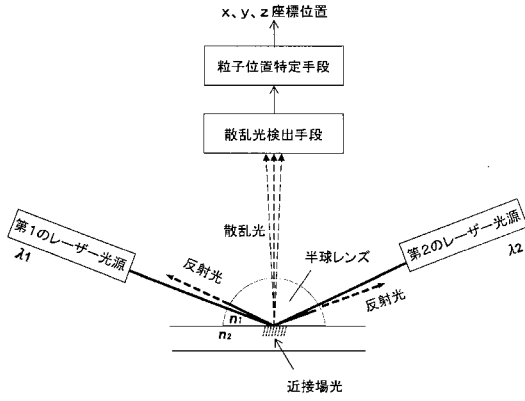 x、y、z座標位置
粒子位置特定手段
散乱光検出手段
第1のレーザー光源
λ1
反射光
散乱光
半球レンズ
第2のレーザー光源
λ2
反射光
n1
n2
近接場光